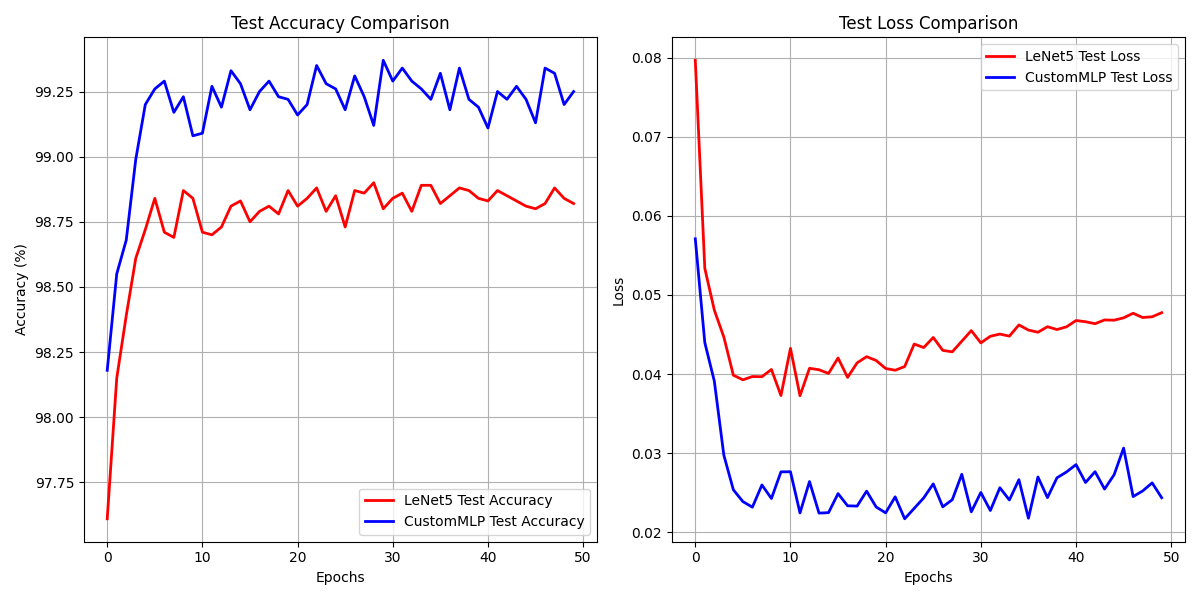 Test Accuracy Comparison
Accuracy (%)
99.25
99.00
98.75
98.50
98.25
98.00
97.75
LeNet5 Test Accuracy
CustomMLP Test Accuracy
0 10 20 30 40 50
Epochs
Test Loss Comparison
Loss
0.08
0.07
0.06
0.05
0.04
0.03
0.02
LeNet5 Test Loss
CustomMLP Test Loss
0 10 20 30 40 50
Epochs